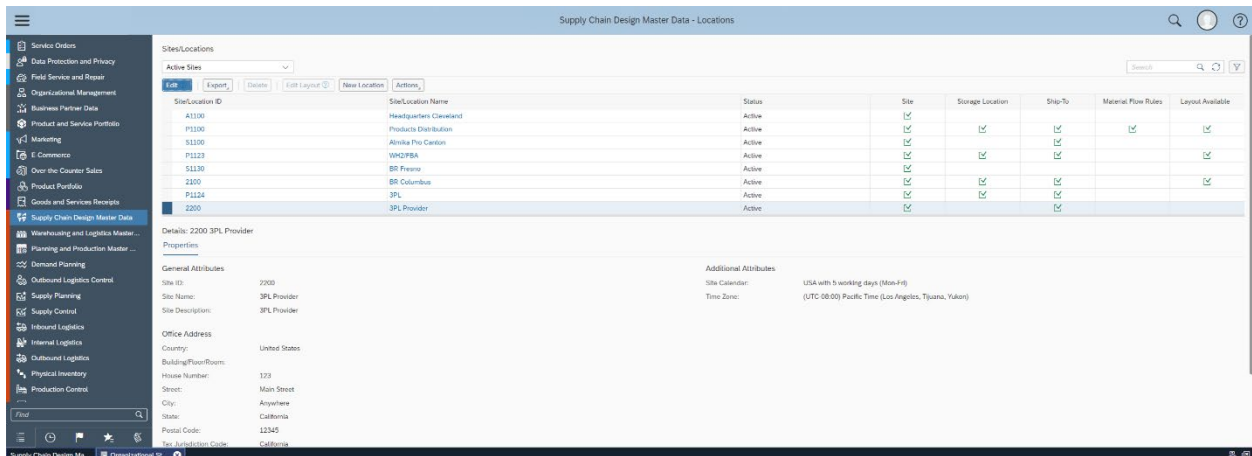 Supply Chain Design Master Data - Locations
Service Orders
Data Protection and Privacy
Field Service and Repair
Organizational Management
Business Partner Data
Product and Service Portfolio
Marketing
E-Commerce
Over the Counter Sales
Product Portfolio
Goods and Services Receipts
Supply Chain Design Master Data
Warehousing and Logistics Master...
Planning and Production Master ...
Demand Planning
Outbound Logistics Control
Supply Planning
Supply Control
Inbound Logistics
Internal Logistics
Outbound Logistics
Physical Inventory
Production Control
Find
Sites/Locations
Active Sites
Search
Edit Export Delete Edit Layout New Location Actions
Site/Location ID Site/Location Name Status Site Storage Location Ship-To Material Flow Rules Layout Available
A1100 Headquarters Cleveland Active
P1100 Products Distribution Active
S1100 Almika Pro Canton Active
P1123 WH2/FBA Active
S1130 BR Fresno Active
2100 BR Columbus Active
P1124 3PL Active
2200 3PL Provider Active
Details: 2200 3PL Provider
Properties
General Attributes
Site ID: 2200
Site Name: 3PL Provider
Site Description: 3PL Provider
Additional Attributes
Site Calendar: USA with 5 working days (Mon-Fri)
Time Zone: (UTC-08:00) Pacific Time (Los Angeles, Tijuana, Yukon)
Office Address
Country: United States
Building/Floor/Room:
House Number: 123
Street: Main Street
City: Anywhere
State: California
Postal Code: 12345
Tax Jurisdiction Code: California
Supply Chain Design Ma... Organizational St...